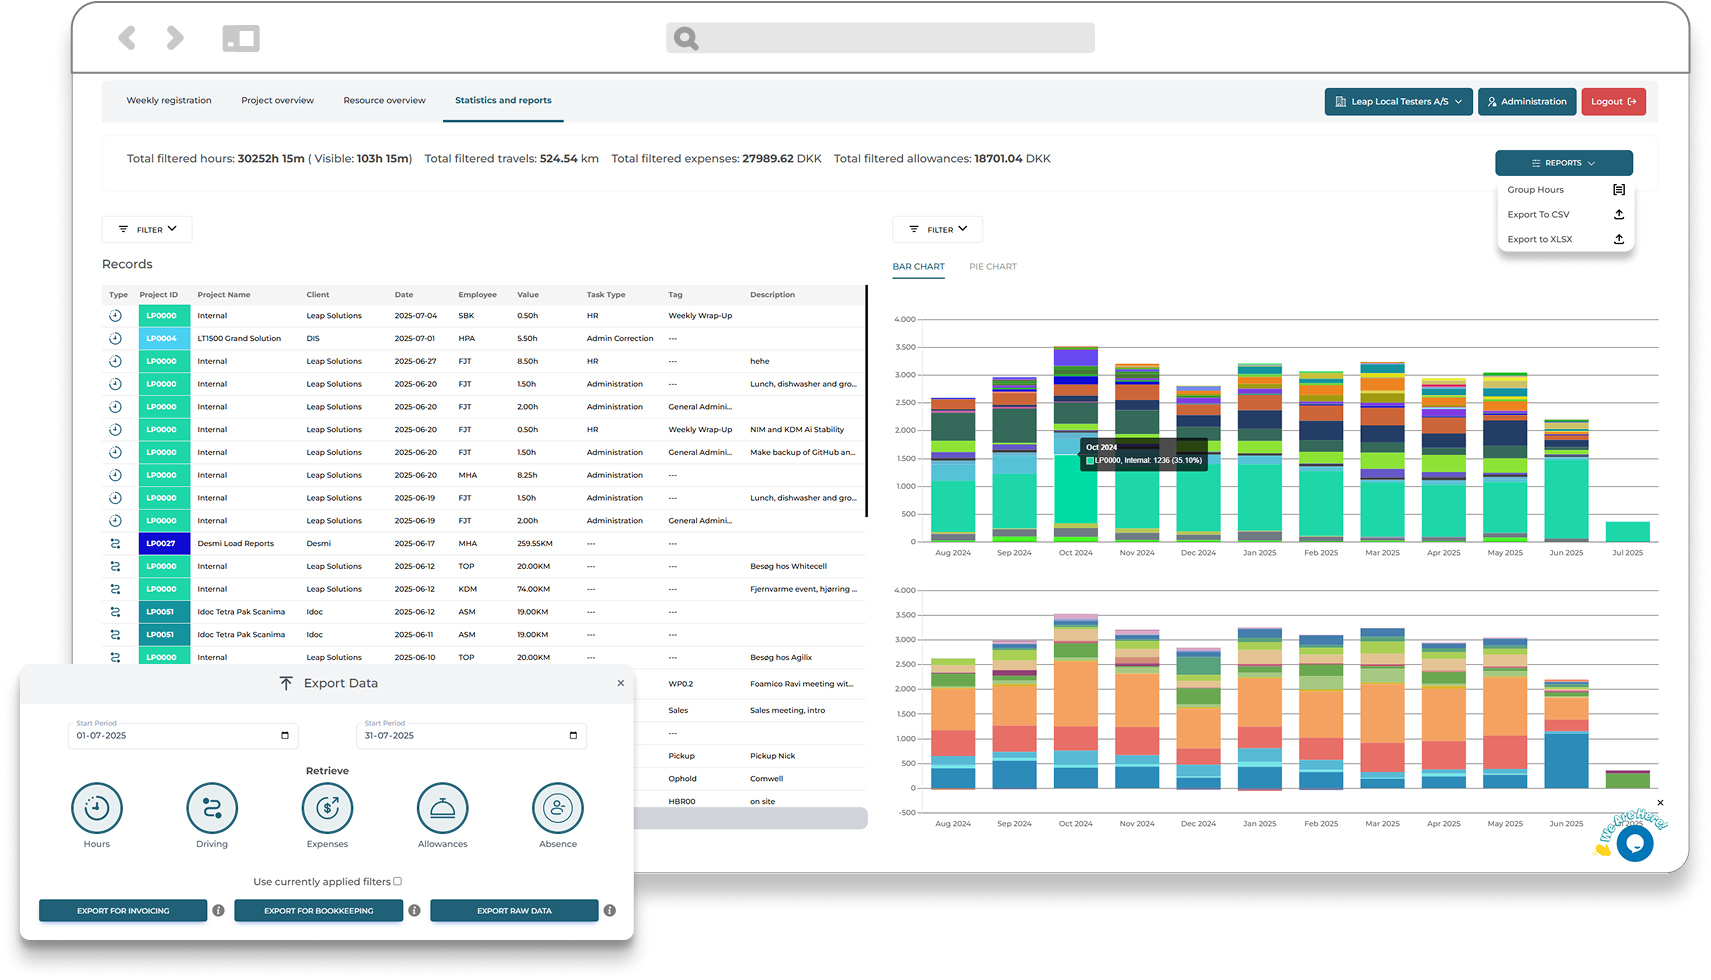 Weekly registration Project overview Resource overview Statistics and reports Leap Local Testers A/S Administration Logout
Total filtered hours: 30252h 15m ( Visible: 103h 15m) Total filtered travels: 524.54 km Total filtered expenses: 27989.62 DKK Total filtered allowances: 18701.04 DKK
REPORTS
Group Hours
Export To CSV
Export to XLSX
FILTER
Records
Type Project ID Project Name Client Date Employee Value Task Type Tag Description
LP0000 Internal Leap Solutions 2025-07-04 SBK 0.50h HR Weekly Wrap-Up
LP0004 LT1500 Grand Solution DIS 2025-07-01 HPA 5.50h Admin Correction ---
LP0000 Internal Leap Solutions 2025-06-27 FJT 8.50h HR --- hehe
LP0000 Internal Leap Solutions 2025-06-20 FJT 1.50h Administration --- Lunch, dishwasher and gro...
LP0000 Internal Leap Solutions 2025-06-20 FJT 2.00h Administration General Admini...
LP0000 Internal Leap Solutions 2025-06-20 FJT 0.50h HR Weekly Wrap-Up NIM and KDM Ai Stability
LP0000 Internal Leap Solutions 2025-06-20 FJT 1.50h Administration General Admini... Make backup of GitHub an...
LP0000 Internal Leap Solutions 2025-06-20 MHA 8.25h Administration ---
LP0000 Internal Leap Solutions 2025-06-19 FJT 1.50h Administration --- Lunch, dishwasher and gro...
LP0000 Internal Leap Solutions 2025-06-19 FJT 2.00h Administration General Admini...
LP0027 Desmi Load Reports Desmi 2025-06-17 MHA 259.55KM --- ---
LP0000 Internal Leap Solutions 2025-06-12 TOP 20.00KM --- --- Besøg hos Whitecell
LP0000 Internal Leap Solutions 2025-06-12 KDM 74.00KM --- --- Fjernvarme event, hjørring ...
LP0051 Idoc Tetra Pak Scanima Idoc 2025-06-12 ASM 19.00KM --- ---
LP0051 Idoc Tetra Pak Scanima Idoc 2025-06-11 ASM 19.00KM --- ---
LP0000 Internal Leap Solutions 2025-06-10 TOP 20.00KM --- --- Besøg hos Agilix
WP0.2 Foamico Ravi meeting wit...
Sales Sales meeting, intro
---
Pickup Pickup Nick
Ophold Comwell
HBR00 on site
FILTER
BAR CHART PIE CHART
4.000
3.500
3.000
2.500
2.000
1.500
1.000
500
0
Oct 2024
LP0000, Internal: 1236 (35.10%)
Aug 2024 Sep 2024 Oct 2024 Nov 2024 Dec 2024 Jan 2025 Feb 2025 Mar 2025 Apr 2025 May 2025 Jun 2025 Jul 2025
4.000
3.500
3.000
2.500
2.000
1.500
1.000
500
0
-500
Aug 2024 Sep 2024 Oct 2024 Nov 2024 Dec 2024 Jan 2025 Feb 2025 Mar 2025 Apr 2025 May 2025 Jun 2025
We Are Here!
Export Data
Start Period Start Period
01-07-2025 31-07-2025
Retrieve
Hours Driving Expenses Allowances Absence
Use currently applied filters
EXPORT FOR INVOICING EXPORT FOR BOOKKEEPING EXPORT RAW DATA